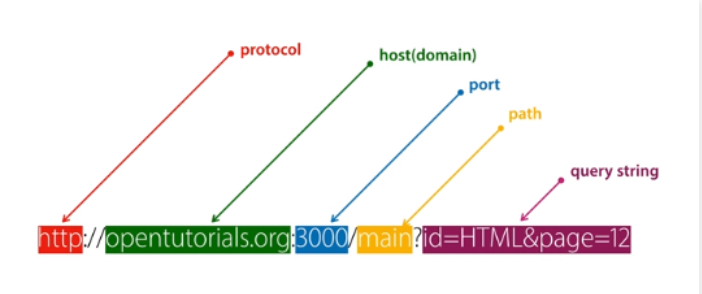 protocol
host(domain)
port
path
query string
http://opentutorials.org:3000/main?id=HTML&page=12